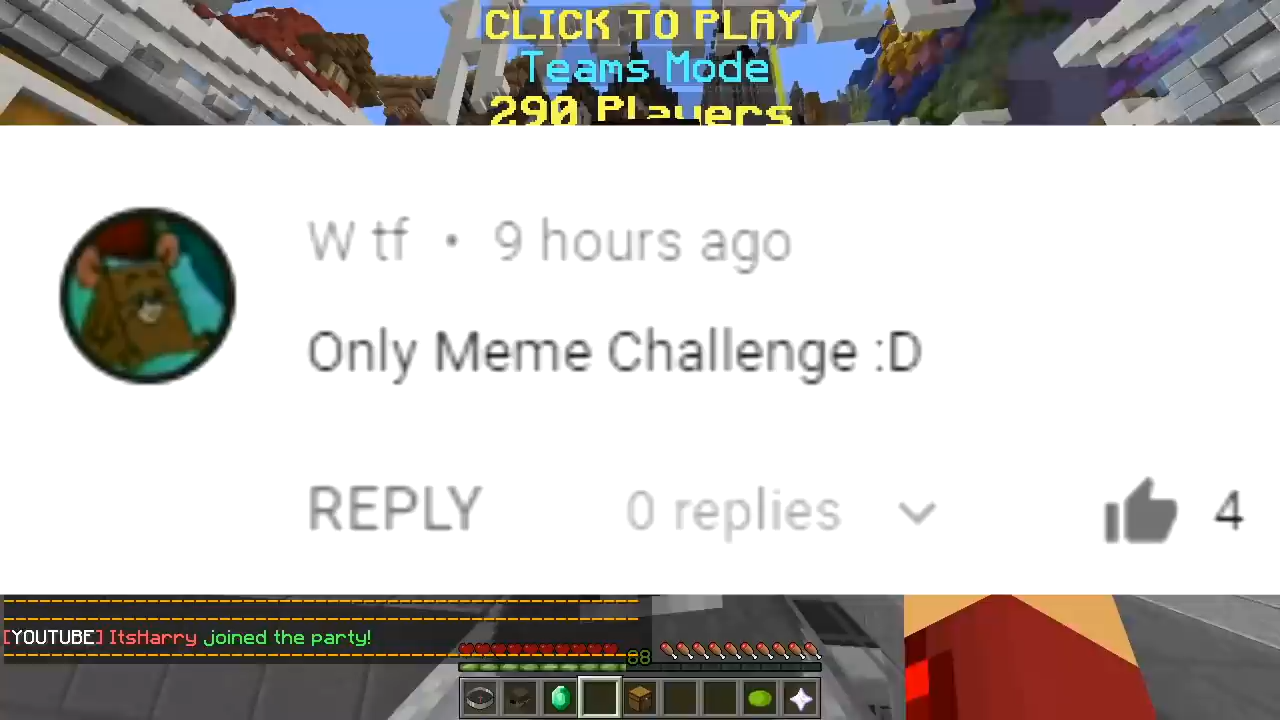 CLICK TO PLAY
Teams Mode
290 Players
W tf • 9 hours ago
Only Meme Challenge :D
REPLY 0 replies 4
[YOUTUBE] ItsHarry joined the party!
68